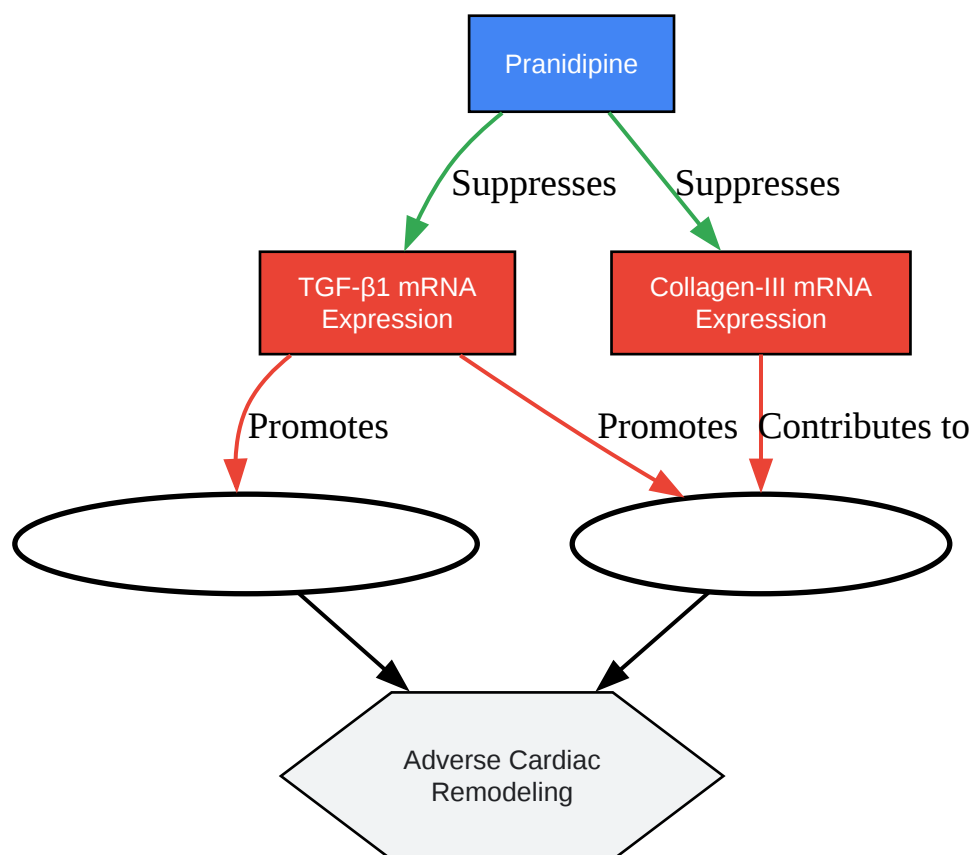 Pranidipine
Suppresses
Suppresses
TGF-β1 mRNA
Expression
Collagen-III mRNA
Expression
Promotes
Promotes
Contributes to
Adverse Cardiac
Remodeling